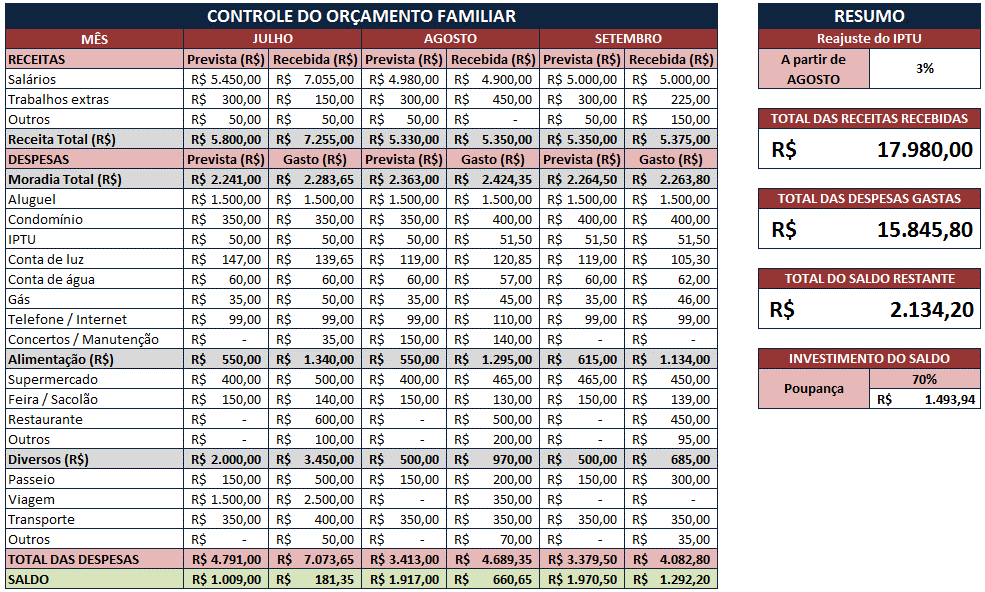 CONTROLE DO ORÇAMENTO FAMILIAR
MÊS JULHO AGOSTO SETEMBRO
RECEITAS Prevista (R$) Recebida (R$) Prevista (R$) Recebida (R$) Prevista (R$) Recebida (R$)
Salários R$ 5.450,00 R$ 7.055,00 R$ 4.980,00 R$ 4.900,00 R$ 5.000,00 R$ 5.000,00
Trabalhos extras R$ 300,00 R$ 150,00 R$ 300,00 R$ 450,00 R$ 300,00 R$ 225,00
Outros R$ 50,00 R$ 50,00 R$ 50,00 R$ - R$ 50,00 R$ 150,00
Receita Total (R$) R$ 5.800,00 R$ 7.255,00 R$ 5.330,00 R$ 5.350,00 R$ 5.350,00 R$ 5.375,00
DESPESAS Prevista (R$) Gasto (R$) Prevista (R$) Gasto (R$) Prevista (R$) Gasto (R$)
Moradia Total (R$) R$ 2.241,00 R$ 2.283,65 R$ 2.363,00 R$ 2.424,35 R$ 2.264,50 R$ 2.263,80
Aluguel R$ 1.500,00 R$ 1.500,00 R$ 1.500,00 R$ 1.500,00 R$ 1.500,00 R$ 1.500,00
Condomínio R$ 350,00 R$ 350,00 R$ 350,00 R$ 400,00 R$ 400,00 R$ 400,00
IPTU R$ 50,00 R$ 50,00 R$ 50,00 R$ 51,50 R$ 51,50 R$ 51,50
Conta de luz R$ 147,00 R$ 139,65 R$ 119,00 R$ 120,85 R$ 119,00 R$ 105,30
Conta de água R$ 60,00 R$ 60,00 R$ 60,00 R$ 57,00 R$ 60,00 R$ 62,00
Gás R$ 35,00 R$ 50,00 R$ 35,00 R$ 45,00 R$ 35,00 R$ 46,00
Telefone / Internet R$ 99,00 R$ 99,00 R$ 99,00 R$ 110,00 R$ 99,00 R$ 99,00
Concertos / Manutenção R$ - R$ 35,00 R$ 150,00 R$ 140,00 R$ - R$ -
Alimentação (R$) R$ 550,00 R$ 1.340,00 R$ 550,00 R$ 1.295,00 R$ 615,00 R$ 1.134,00
Supermercado R$ 400,00 R$ 500,00 R$ 400,00 R$ 465,00 R$ 465,00 R$ 450,00
Feira / Sacolão R$ 150,00 R$ 140,00 R$ 150,00 R$ 130,00 R$ 150,00 R$ 139,00
Restaurante R$ - R$ 600,00 R$ - R$ 500,00 R$ - R$ 450,00
Outros R$ - R$ 100,00 R$ - R$ 200,00 R$ - R$ 95,00
Diversos (R$) R$ 2.000,00 R$ 3.450,00 R$ 500,00 R$ 970,00 R$ 500,00 R$ 685,00
Passeio R$ 150,00 R$ 500,00 R$ 150,00 R$ 200,00 R$ 150,00 R$ 300,00
Viagem R$ 1.500,00 R$ 2.500,00 R$ - R$ 350,00 R$ - R$ -
Transporte R$ 350,00 R$ 400,00 R$ 350,00 R$ 350,00 R$ 350,00 R$ 350,00
Outros R$ - R$ 50,00 R$ - R$ 70,00 R$ - R$ 35,00
TOTAL DAS DESPESAS R$ 4.791,00 R$ 7.073,65 R$ 3.413,00 R$ 4.689,35 R$ 3.379,50 R$ 4.082,80
SALDO R$ 1.009,00 R$ 181,35 R$ 1.917,00 R$ 660,65 R$ 1.970,50 R$ 1.292,20
RESUMO
Reajuste do IPTU
A partir de
AGOSTO
3%
TOTAL DAS RECEITAS RECEBIDAS
R$ 17.980,00
TOTAL DAS DESPESAS GASTAS
R$ 15.845,80
TOTAL DO SALDO RESTANTE
R$ 2.134,20
INVESTIMENTO DO SALDO
Poupança
70%
R$ 1.493,94